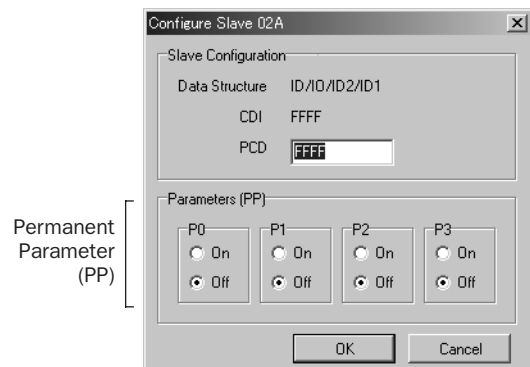 Configure Slave 02A
Slave Configuration
Data Structure ID/IO/ID2/ID1
CDI FFFF
PCD FFFF
Permanent
Parameter
(PP)
Parameters (PP)
P0 P1 P2 P3
On On On On
Off Off Off Off
OK Cancel